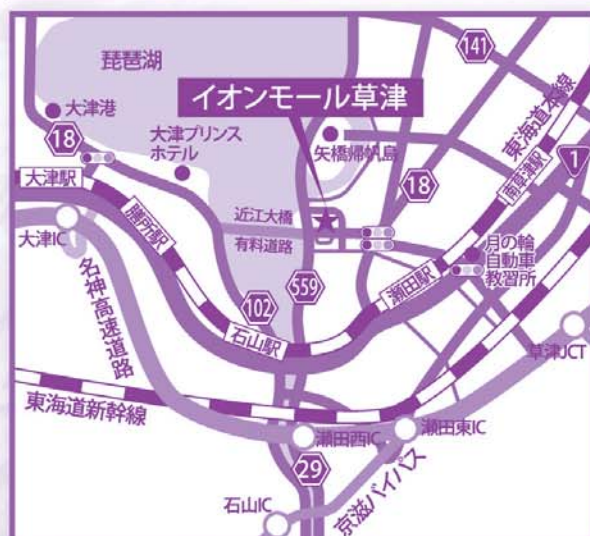 琵琶湖
141
イオンモール草津
大津港
18
大津プリンス
ホテル
矢橋帰帆島
東海道本線
1
18
南草津駅
大津駅
膳所駅
近江大橋
有料道路
大津IC
月の輪
自動車
教習所
瀬田駅
559
102
名神高速道路
石山駅
草津JCT
東海道新幹線
瀬田西IC
瀬田東IC
29
石山IC
京滋バイパス